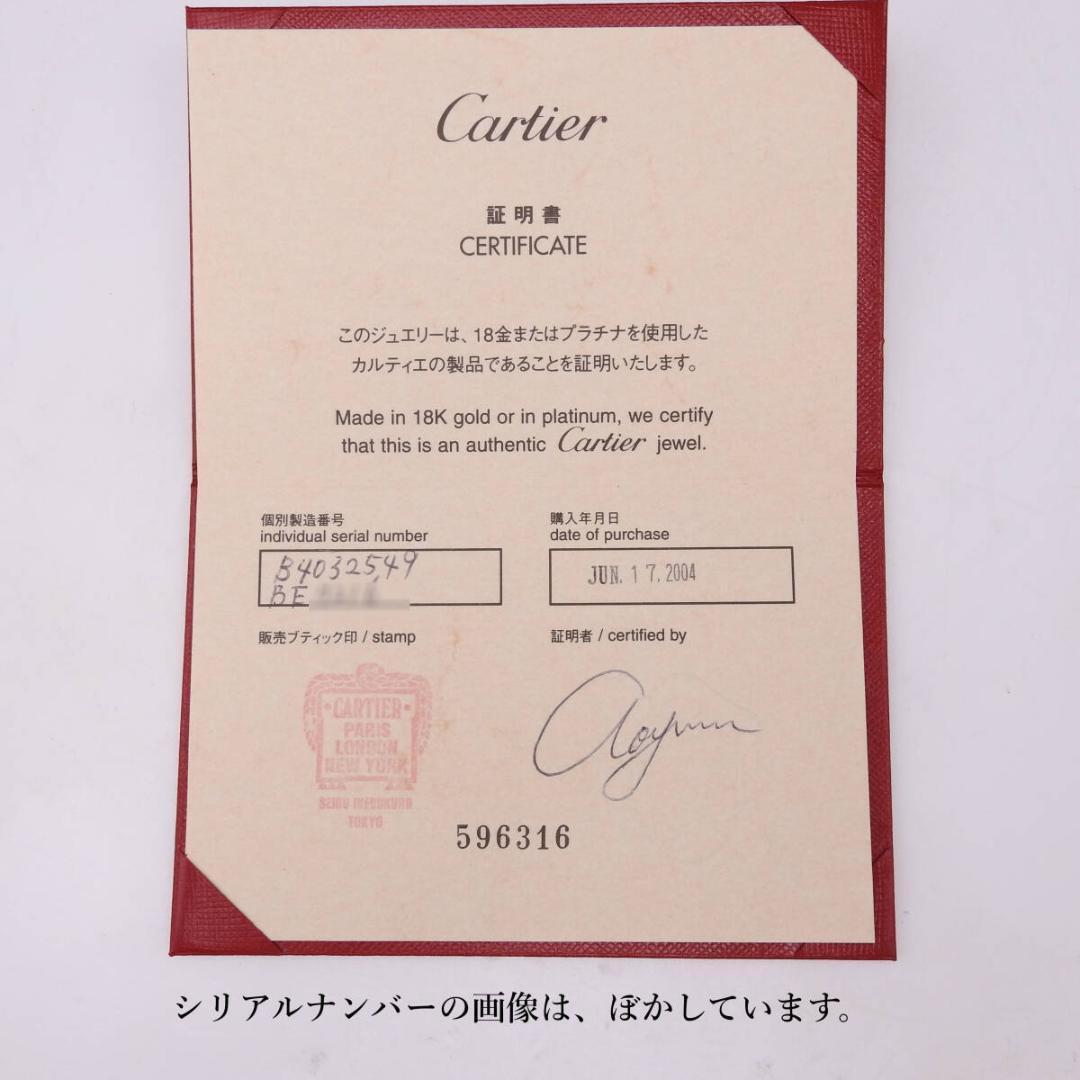 Cartier
証明書
CERTIFICATE
このジュエリーは、18金またはプラチナを使用した
カルティエの製品であることを証明いたします。
Made in 18K gold or in platinum, we certify
that this is an authentic Cartier jewel.
個別製造番号
individual serial number
B4032549
BE
購入年月日
date of purchase
JUN. 17. 2004
販売ブティック印 / stamp
証明者 / certified by
CARTIER
PARIS
LONDON
NEW YORK
SEIBU IKEBUKURO
TOKYO
596316
シリアルナンバーの画像は、ぼかしています。